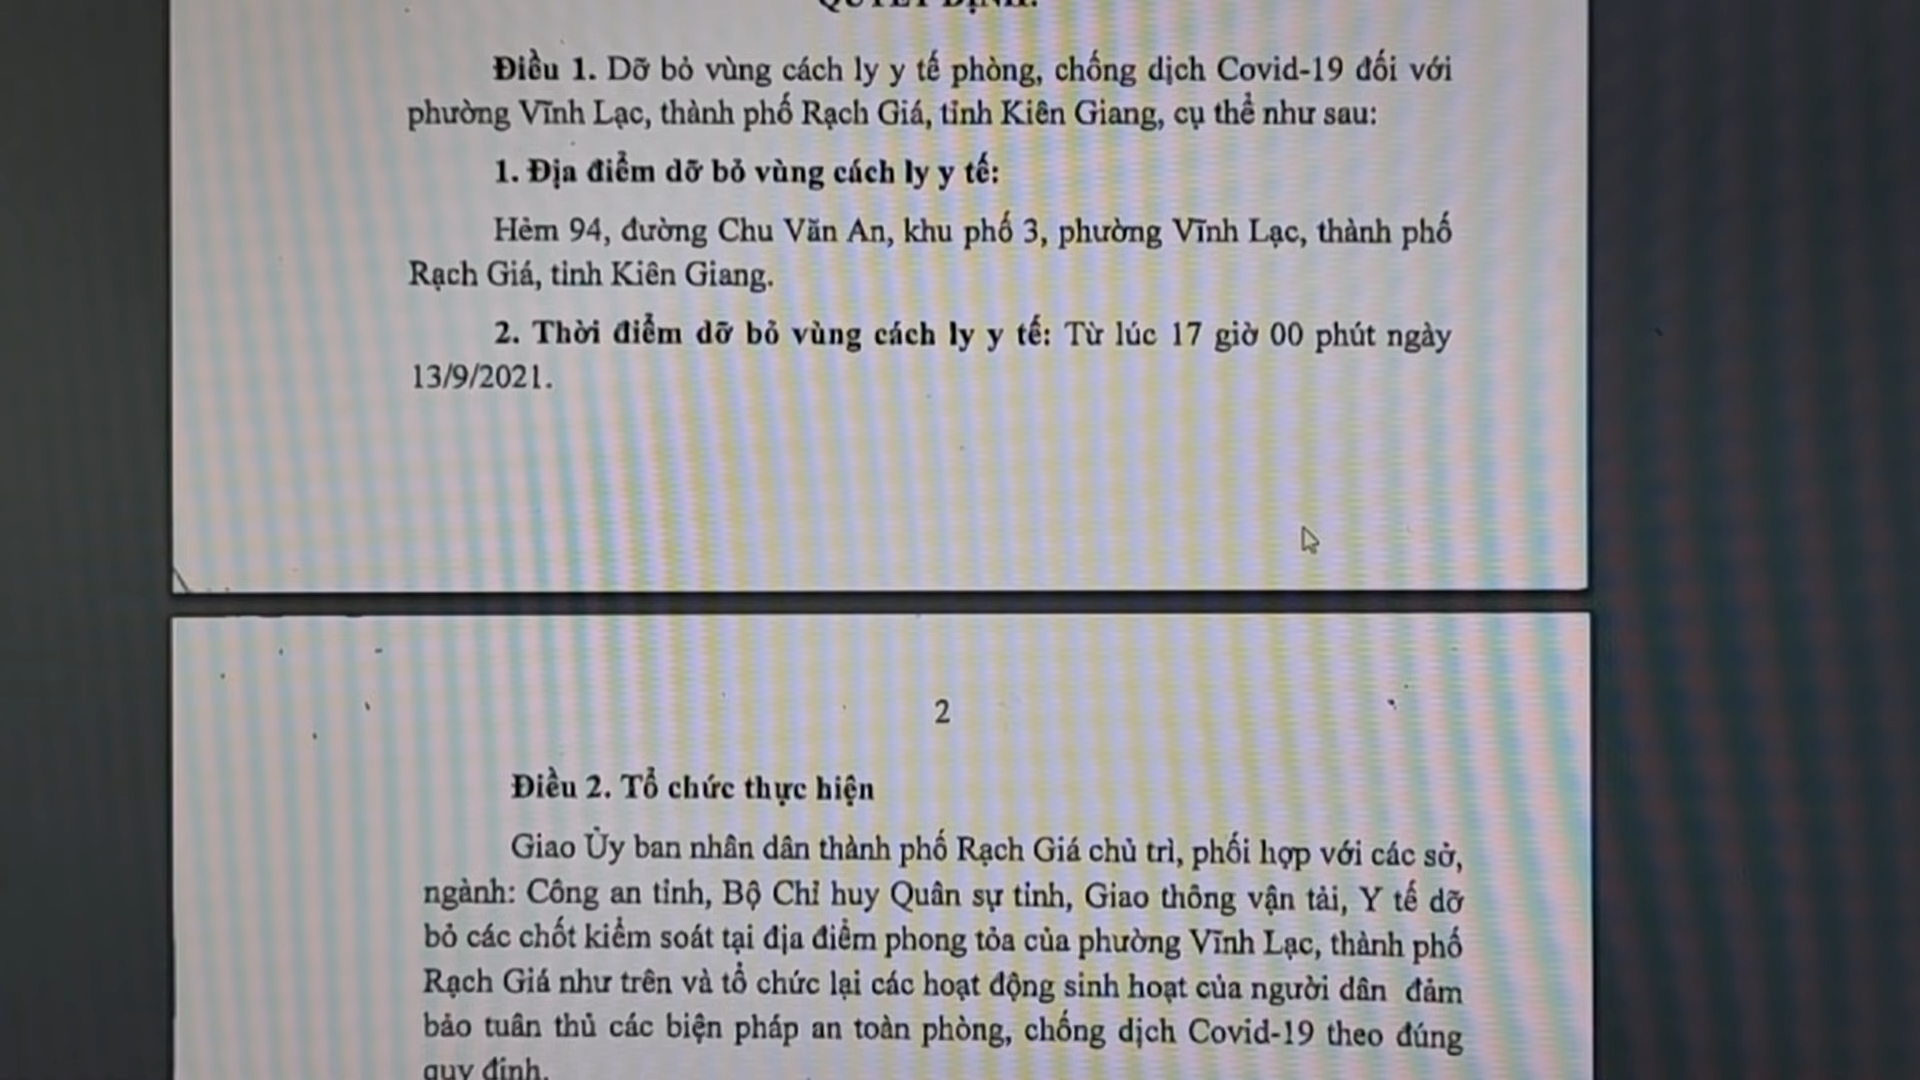 QUYẾT ĐỊNH:
Điều 1. Dỡ bỏ vùng cách ly y tế phòng, chống dịch Covid-19 đối với
phường Vĩnh Lạc, thành phố Rạch Giá, tỉnh Kiên Giang, cụ thể như sau:
1. Địa điểm dỡ bỏ vùng cách ly y tế:
Hẻm 94, đường Chu Văn An, khu phố 3, phường Vĩnh Lạc, thành phố
Rạch Giá, tỉnh Kiên Giang.
2. Thời điểm dỡ bỏ vùng cách ly y tế: Từ lúc 17 giờ 00 phút ngày
13/9/2021.
2
Điều 2. Tổ chức thực hiện
Giao Ủy ban nhân dân thành phố Rạch Giá chủ trì, phối hợp với các sở,
ngành: Công an tỉnh, Bộ Chỉ huy Quân sự tỉnh, Giao thông vận tải, Y tế dỡ
bỏ các chốt kiểm soát tại địa điểm phong tỏa của phường Vĩnh Lạc, thành phố
Rạch Giá như trên và tổ chức lại các hoạt động sinh hoạt của người dân đảm
bảo tuân thủ các biện pháp an toàn phòng, chống dịch Covid-19 theo đúng
quy định.